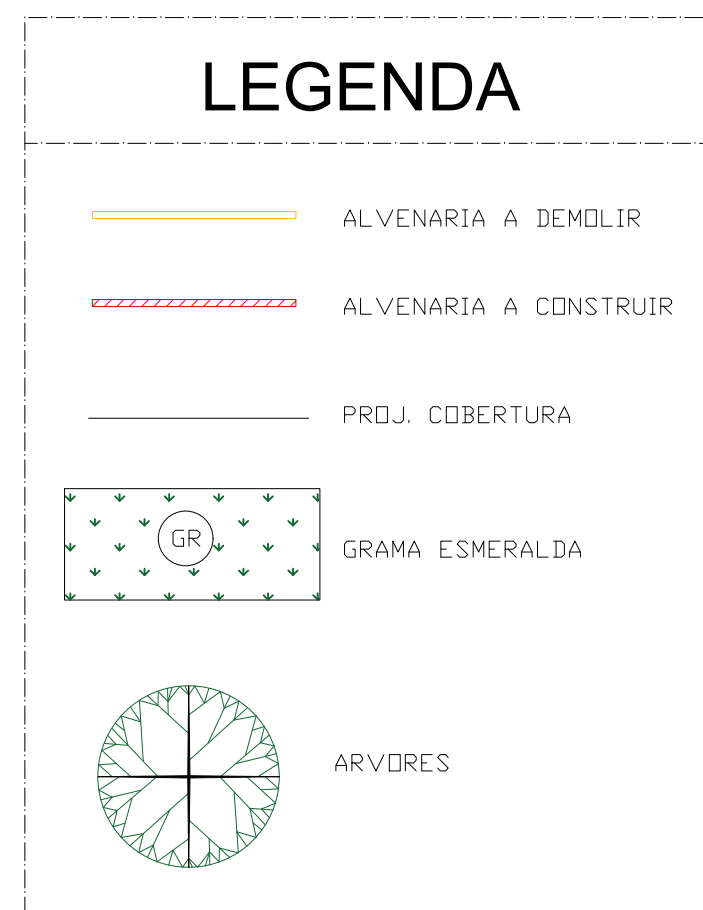 LEGENDA
ALVENARIA A DEMOLIR
ALVENARIA A CONSTRUIR
PROJ. COBERTURA
GR
GRAMA ESMERALDA
ARVORES